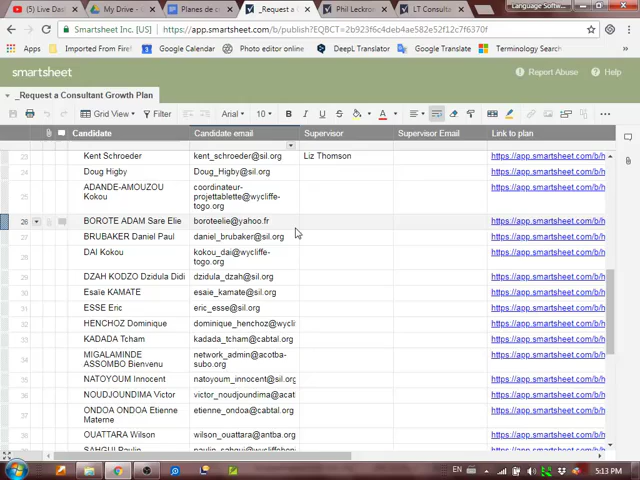 (5) Live Dash
My Drive -
Planes de c
_Request a
Phil Leckron
LT Consulta
Language Softw...
Smartsheet Inc. [US]
https://app.smartsheet.com/b/publish?EQBCT=2b923f6c4deb4ae582e52f12c7f6370f
Apps
Imported From Firef
Google Calendar
Photo editor online
DeepL Translator
Google Translate
Terminology Search
smartsheet
Report Abuse
Help
_Request a Consultant Growth Plan
Grid View
Filter
Arial
10
B
I
U
S
A
Candidate
Candidate email
Supervisor
Supervisor Email
Link to plan
23
Kent Schroeder
kent_schroeder@sil.org
Liz Thomson
https://app.smartsheet.com/b/h
24
Doug Higby
Doug_Higby@sil.org
https://app.smartsheet.com/b/h
25
ADANDE-AMOUZOU
Kokou
coordinateur-
projettablette@wycliffe-
togo.org
https://app.smartsheet.com/b/h
26
BOROTE ADAM Sare Elie
boroteelie@yahoo.fr
https://app.smartsheet.com/b/h
27
BRUBAKER Daniel Paul
daniel_brubaker@sil.org
https://app.smartsheet.com/b/h
28
DAI Kokou
kokou_dai@wycliffe-
togo.org
https://app.smartsheet.com/b/h
29
DZAH KODZO Dzidula Didi
dzidula_dzah@sil.org
https://app.smartsheet.com/b/h
30
Esaïe KAMATE
esaie_kamate@sil.org
https://app.smartsheet.com/b/h
31
ESSE Eric
eric_esse@sil.org
https://app.smartsheet.com/b/h
32
HENCHOZ Dominique
dominique_henchoz@wycli
https://app.smartsheet.com/b/h
33
KADADA Tcham
kadada_tcham@cabtal.org
https://app.smartsheet.com/b/h
34
MIGALAMINDE
ASSOMBO Bienvenu
network_admin@acotba-
subo.org
https://app.smartsheet.com/b/h
35
NATOYOUM Innocent
natoyoum_innocent@sil.org
https://app.smartsheet.com/b/h
36
NOUDJOUNDIMA Victor
victor_noudjoundima@acat
https://app.smartsheet.com/b/h
37
ONDOA ONDOA Etienne
Materne
etienne_ondoa@cabtal.org
https://app.smartsheet.com/b/h
38
OUATTARA Wilson
wilson_ouattara@antba.org
https://app.smartsheet.com/b/h
EN
5:13 PM